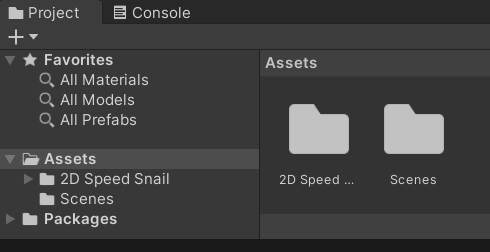 Project
Console
Favorites
All Materials
All Models
All Prefabs
Assets
2D Speed Snail
Scenes
Packages
Assets
2D Speed ...
Scenes